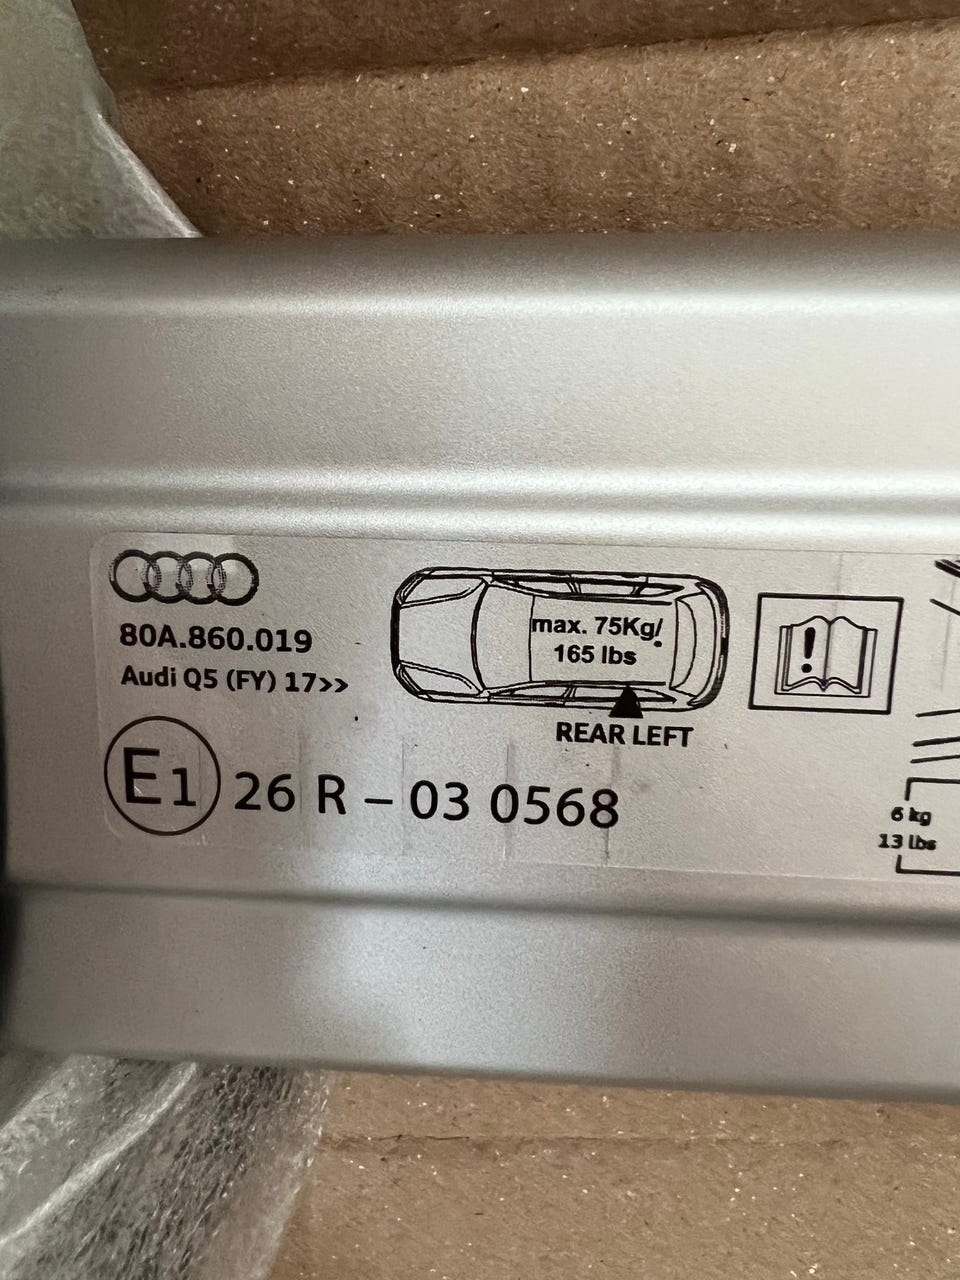 80A.860.019
Audi Q5 (FY) 17>>
max. 75Kg/
165 lbs
REAR LEFT
!
E1 26 R – 03 0568
6 kg
13 lbs